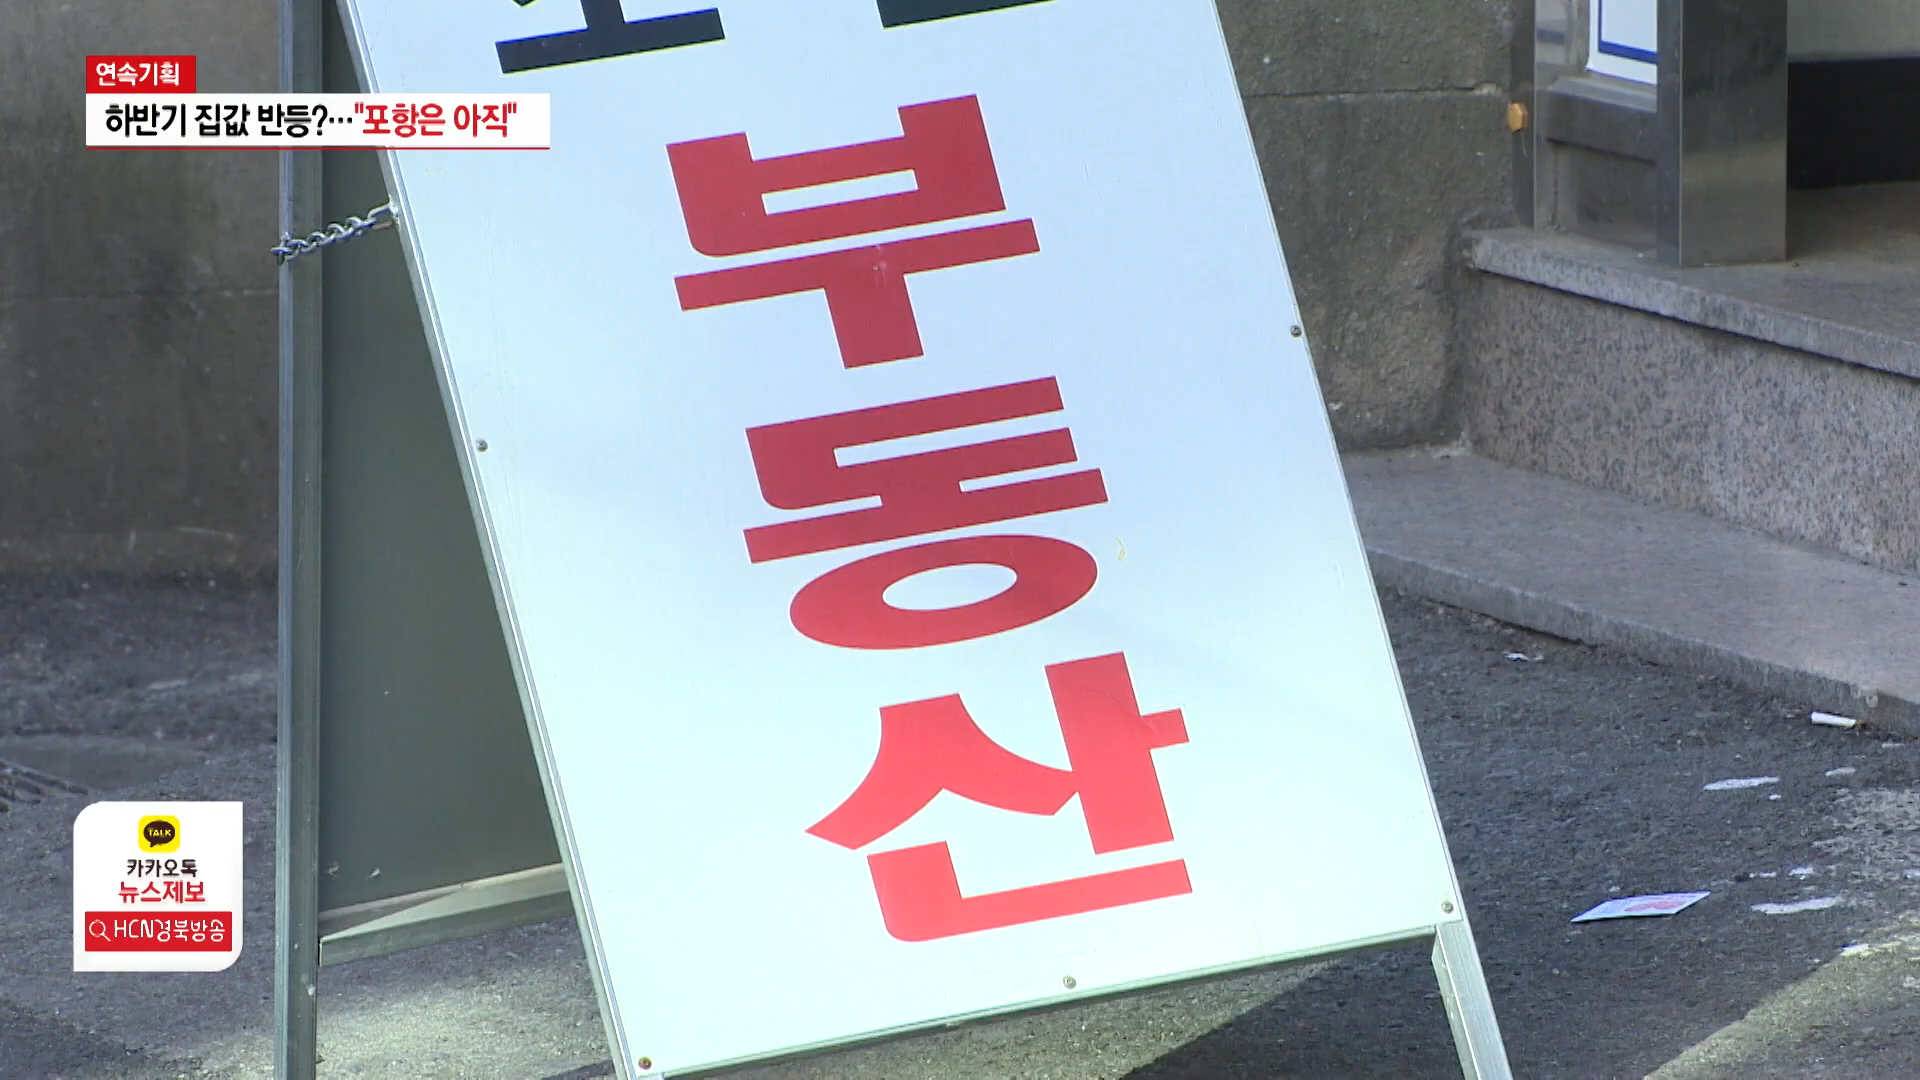 연속기획
하반기 집값 반등?…"포항은 아직"
부동산
TALK
카카오톡
뉴스제보
HCN경북방송